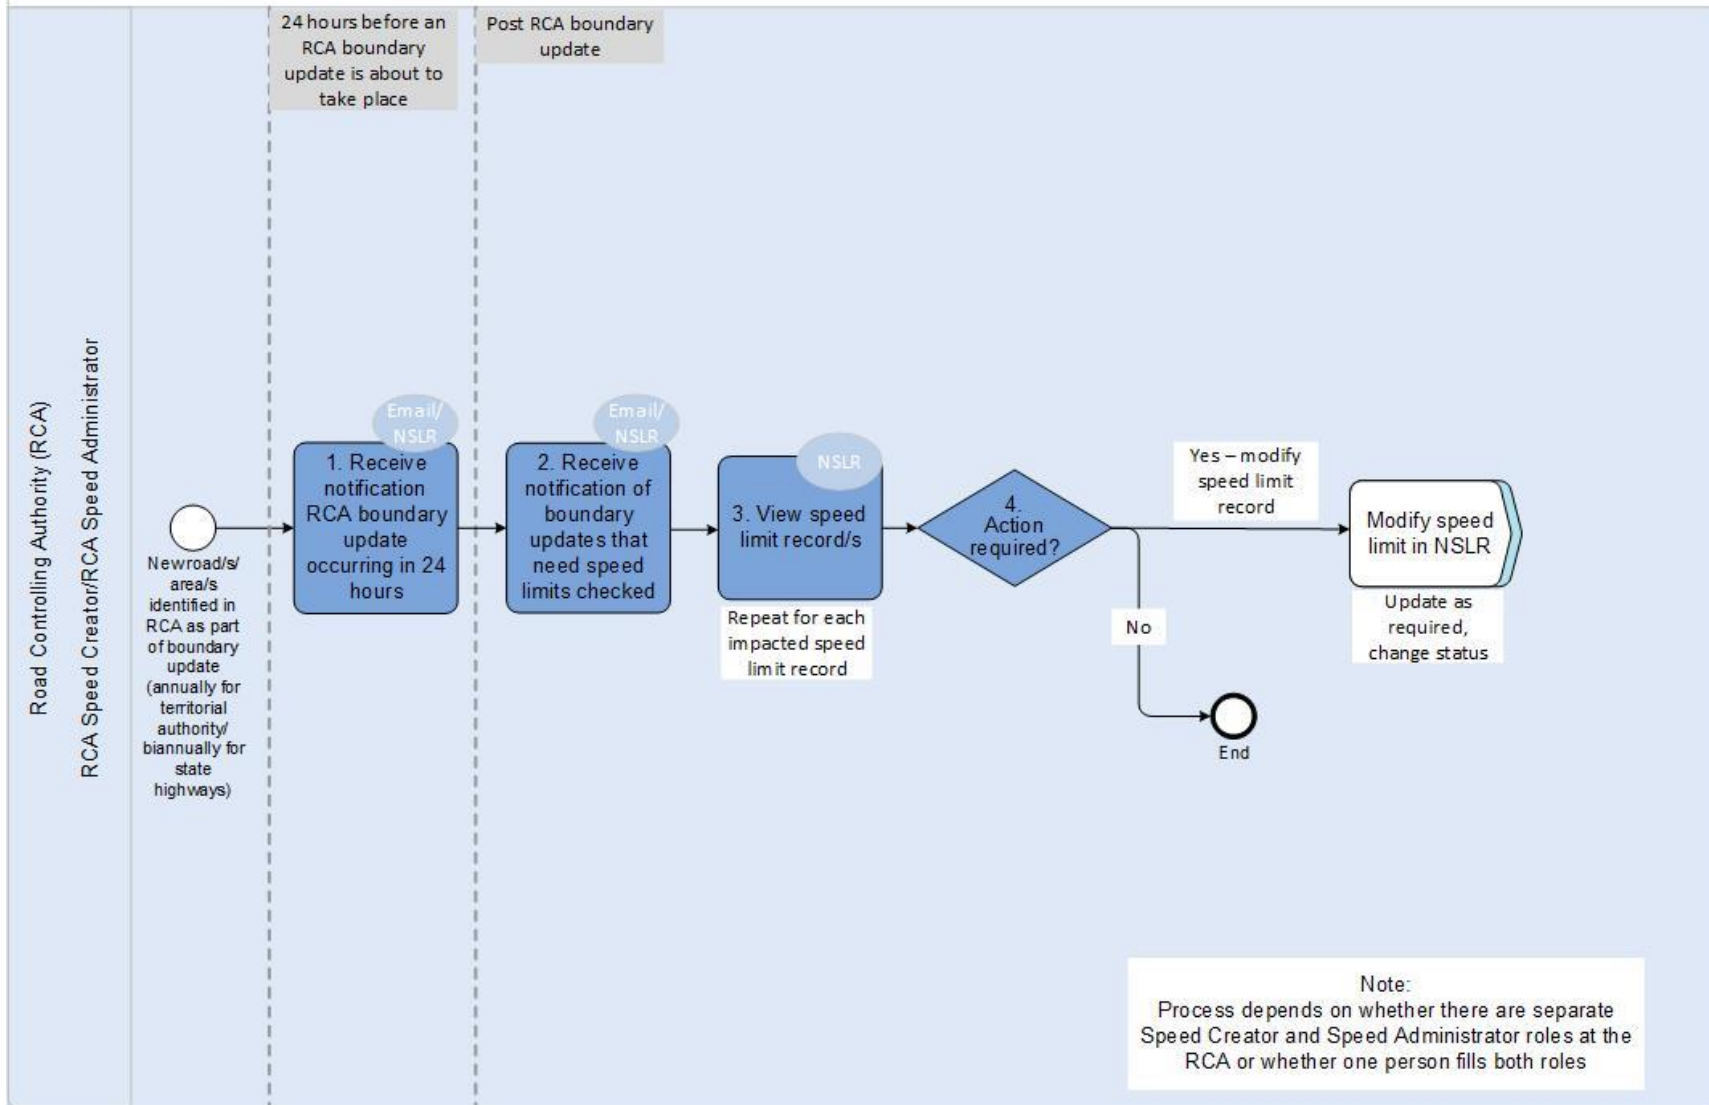 Road Controlling Authority (RCA)
RCA Speed Creator/RCA Speed Administrator
24 hours before an
RCA boundary
update is about to
take place
Post RCA boundary
update
New road/s/
area/s
identified in
RCA as part
of boundary
update
(annually for
territorial
authority/
biannually for
state
highways)
Email/
NSLR
1. Receive
notification
RCA boundary
update
occurring in 24
hours
Email/
NSLR
2. Receive
notification of
boundary
updates that
need speed
limits checked
NSLR
3. View speed
limit record/s
Repeat for each
impacted speed
limit record
4.
Action
required?
Yes – modify
speed limit
record
No
End
Modify speed
limit in NSLR
Update as
required,
change status
Note:
Process depends on whether there are separate
Speed Creator and Speed Administrator roles at the
RCA or whether one person fills both roles